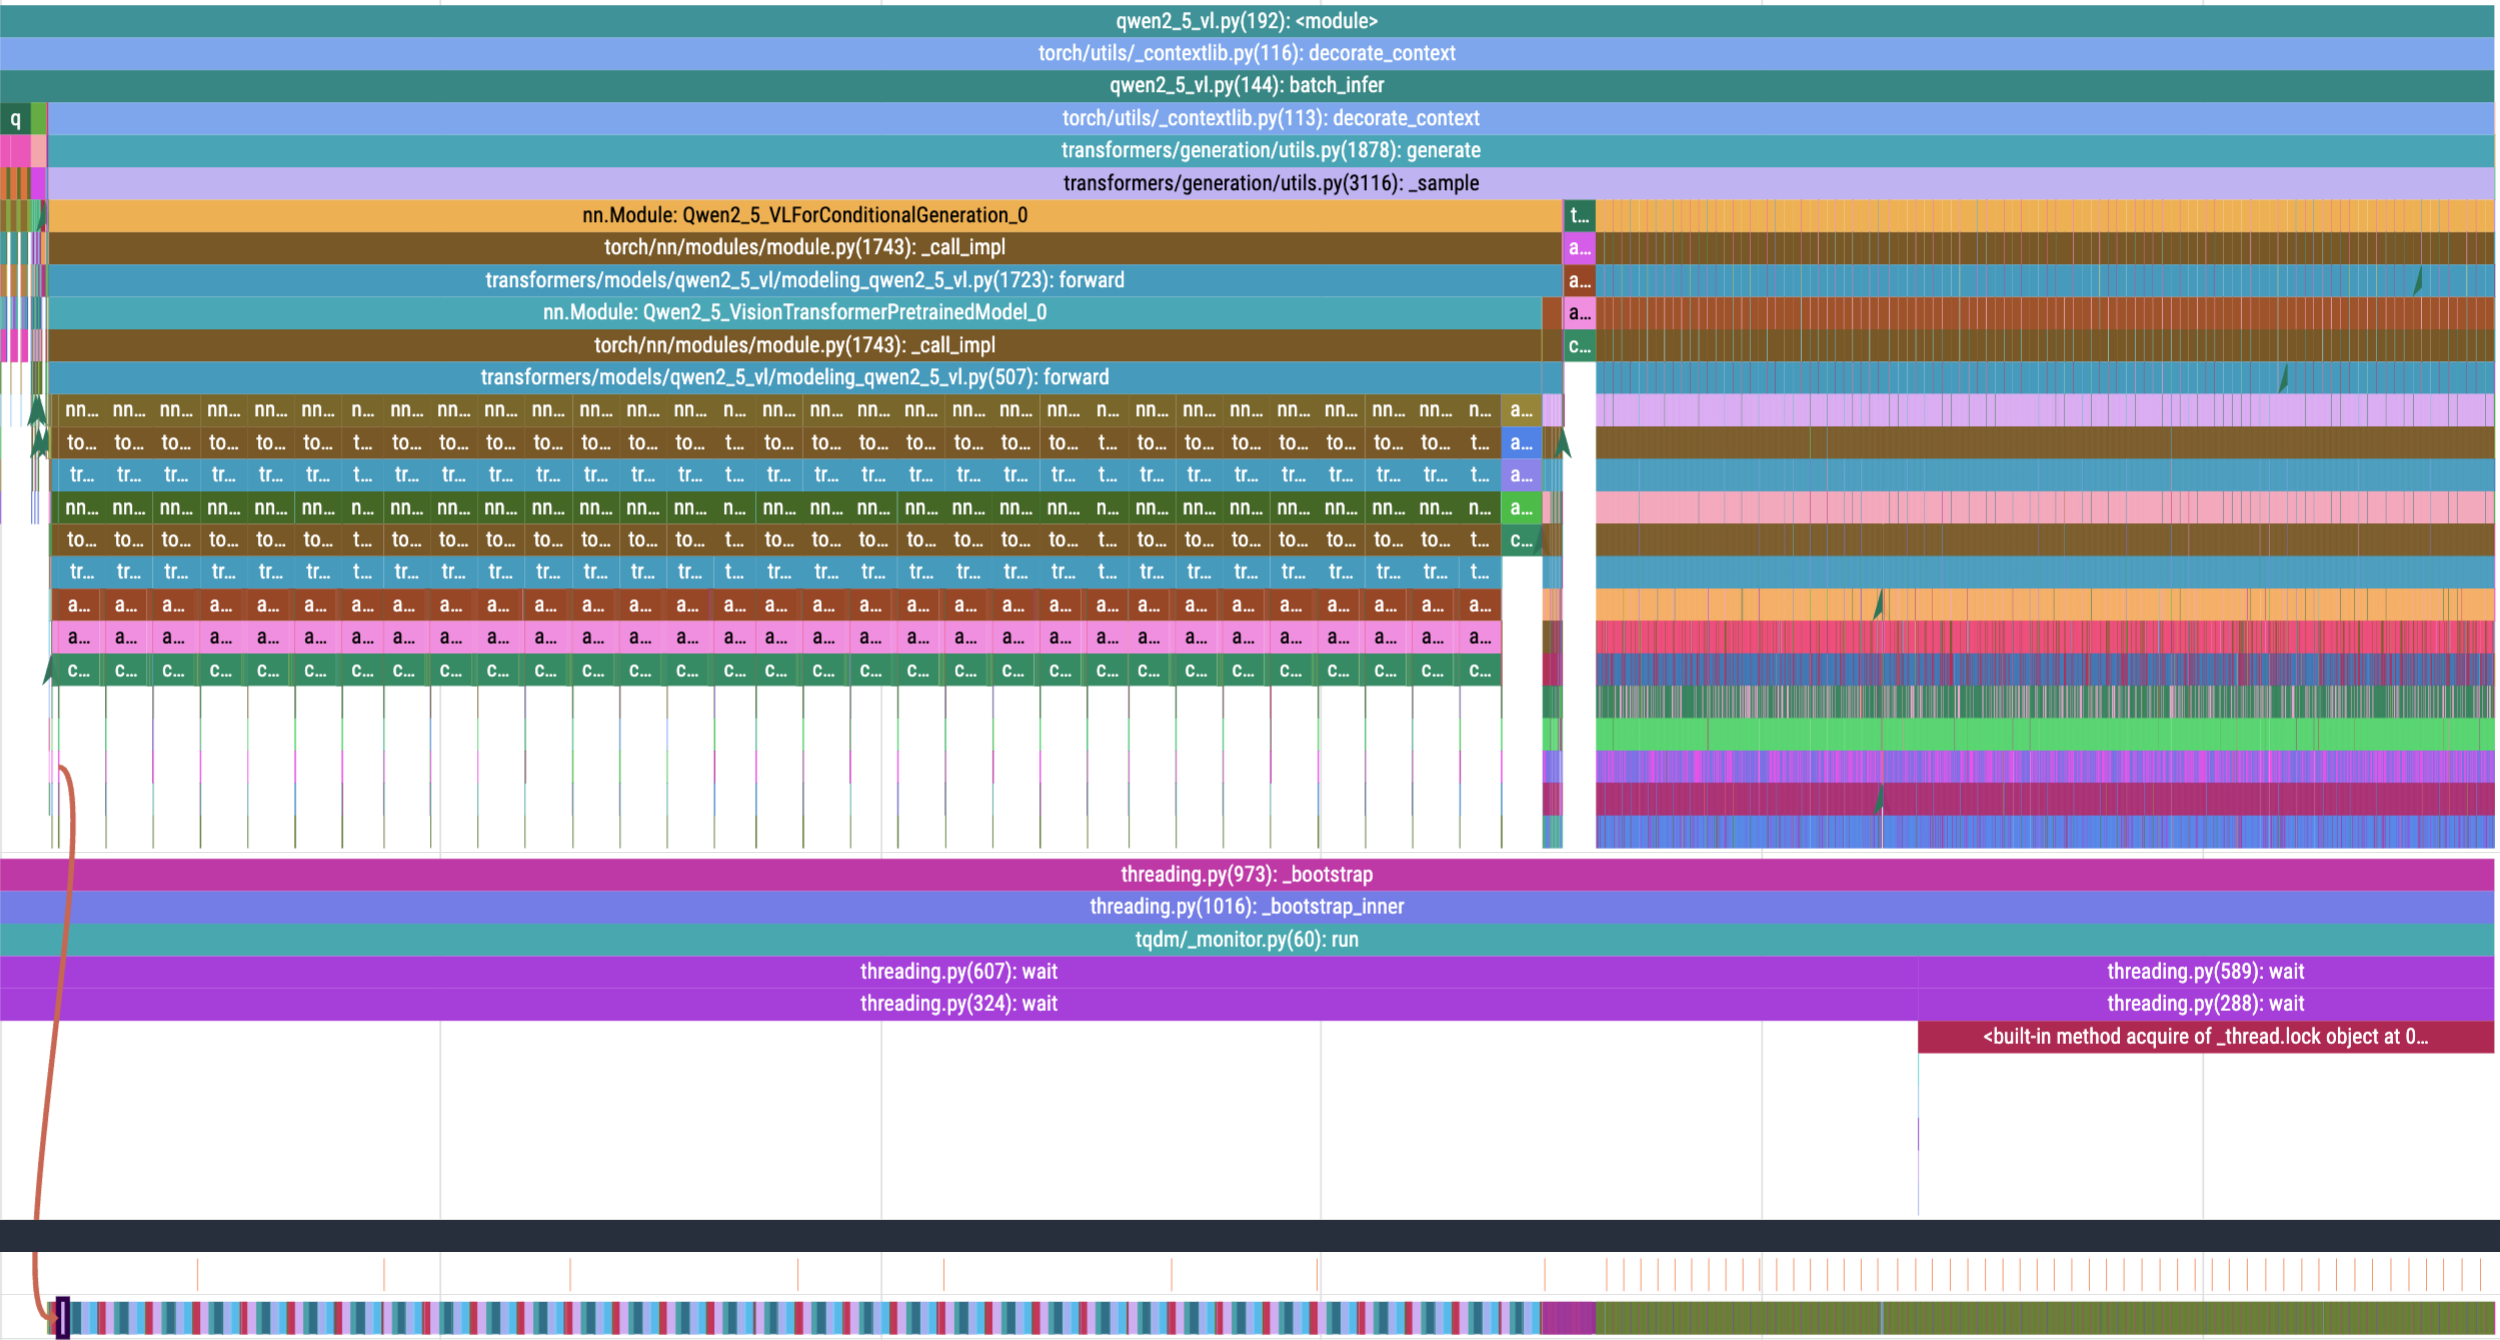 qwen2_5_vl.py(192): <module>
torch/utils/_contextlib.py(116): decorate_context
qwen2_5_vl.py(144): batch_infer
q torch/utils/_contextlib.py(113): decorate_context
transformers/generation/utils.py(1878): generate
transformers/generation/utils.py(3116): _sample
nn.Module: Qwen2_5_VLForConditionalGeneration_0 t...
torch/nn/modules/module.py(1743): _call_impl a...
transformers/models/qwen2_5_vl/modeling_qwen2_5_vl.py(1723): forward a...
nn.Module: Qwen2_5_VisionTransformerPretrainedModel_0 a...
torch/nn/modules/module.py(1743): _call_impl c...
transformers/models/qwen2_5_vl/modeling_qwen2_5_vl.py(507): forward
nn... nn... nn... nn... nn... nn... n... nn... nn... nn... nn... nn... nn... nn... n... nn... nn... nn... nn... nn... nn... nn... n... nn... nn... nn... nn... nn... nn... n... a...
to... to... to... to... to... to... t... to... to... to... to... to... to... to... t... to... to... to... to... to... to... to... t... to... to... to... to... to... to... t... a...
tr... tr... tr... tr... tr... tr... t... tr... tr... tr... tr... tr... tr... tr... t... tr... tr... tr... tr... tr... tr... tr... t... tr... tr... tr... tr... tr... tr... t... a...
nn... nn... nn... nn... nn... nn... n... nn... nn... nn... nn... nn... nn... nn... n... nn... nn... nn... nn... nn... nn... nn... n... nn... nn... nn... nn... nn... nn... n... a...
to... to... to... to... to... to... t... to... to... to... to... to... to... to... t... to... to... to... to... to... to... to... t... to... to... to... to... to... to... t... c...
tr... tr... tr... tr... tr... tr... t... tr... tr... tr... tr... tr... tr... tr... t... tr... tr... tr... tr... tr... tr... tr... t... tr... tr... tr... tr... tr... tr... t...
a... a... a... a... a... a... a... a... a... a... a... a... a... a... a... a... a... a... a... a... a... a... a... a... a... a... a... a... a... a...
a... a... a... a... a... a... a... a... a... a... a... a... a... a... a... a... a... a... a... a... a... a... a... a... a... a... a... a... a... a...
c... c... c... c... c... c... c... c... c... c... c... c... c... c... c... c... c... c... c... c... c... c... c... c... c... c... c... c... c... c...
threading.py(973): _bootstrap
threading.py(1016): _bootstrap_inner
tqdm/_monitor.py(60): run
threading.py(607): wait threading.py(589): wait
threading.py(324): wait threading.py(288): wait
<built-in method acquire of _thread.lock object at 0...